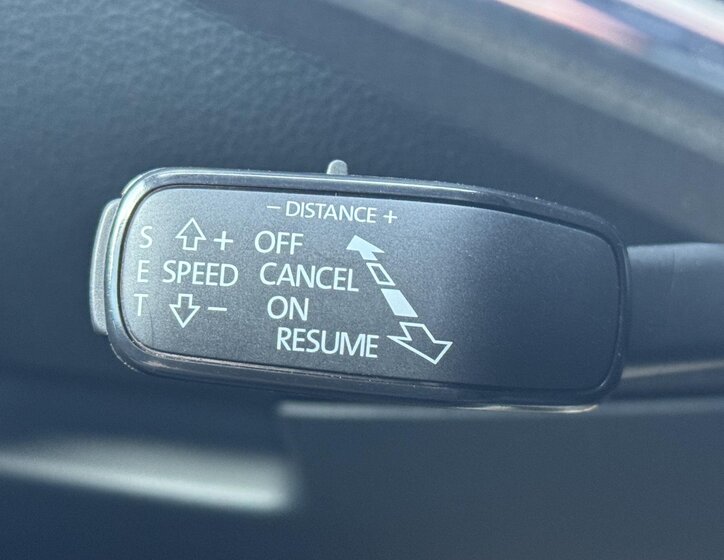 − DISTANCE +
S + OFF
E SPEED CANCEL
T − ON
RESUME